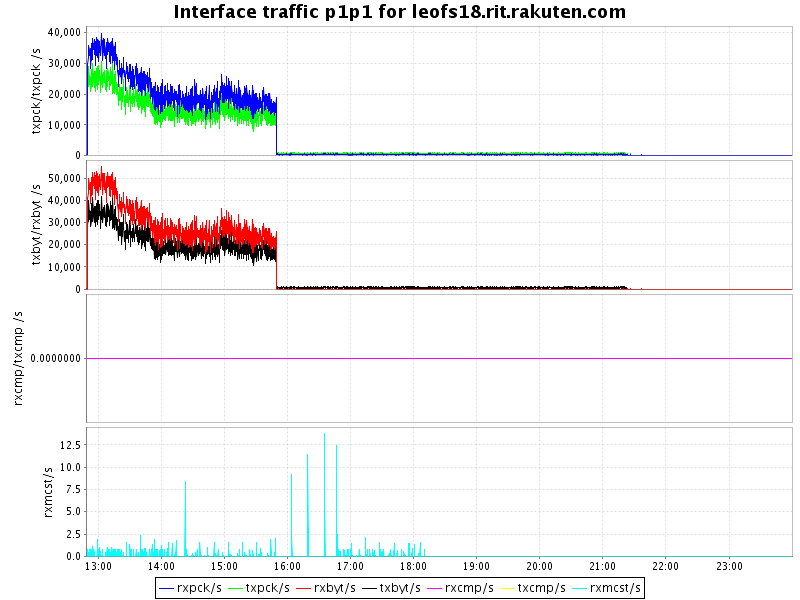 Interface traffic p1p1 for leofs18.rit.rakuten.com
txpck/txpck /s
40,000
30,000
20,000
10,000
0
txbyt/rxbyt /s
50,000
40,000
30,000
20,000
10,000
0
rxcmp/txcmp /s
0.0000000
rxmcst/s
12.5
10.0
7.5
5.0
2.5
0.0
13:00 14:00 15:00 16:00 17:00 18:00 19:00 20:00 21:00 22:00 23:00
rxpck/s txpck/s rxbyt/s txbyt/s rxcmp/s txcmp/s rxmcst/s